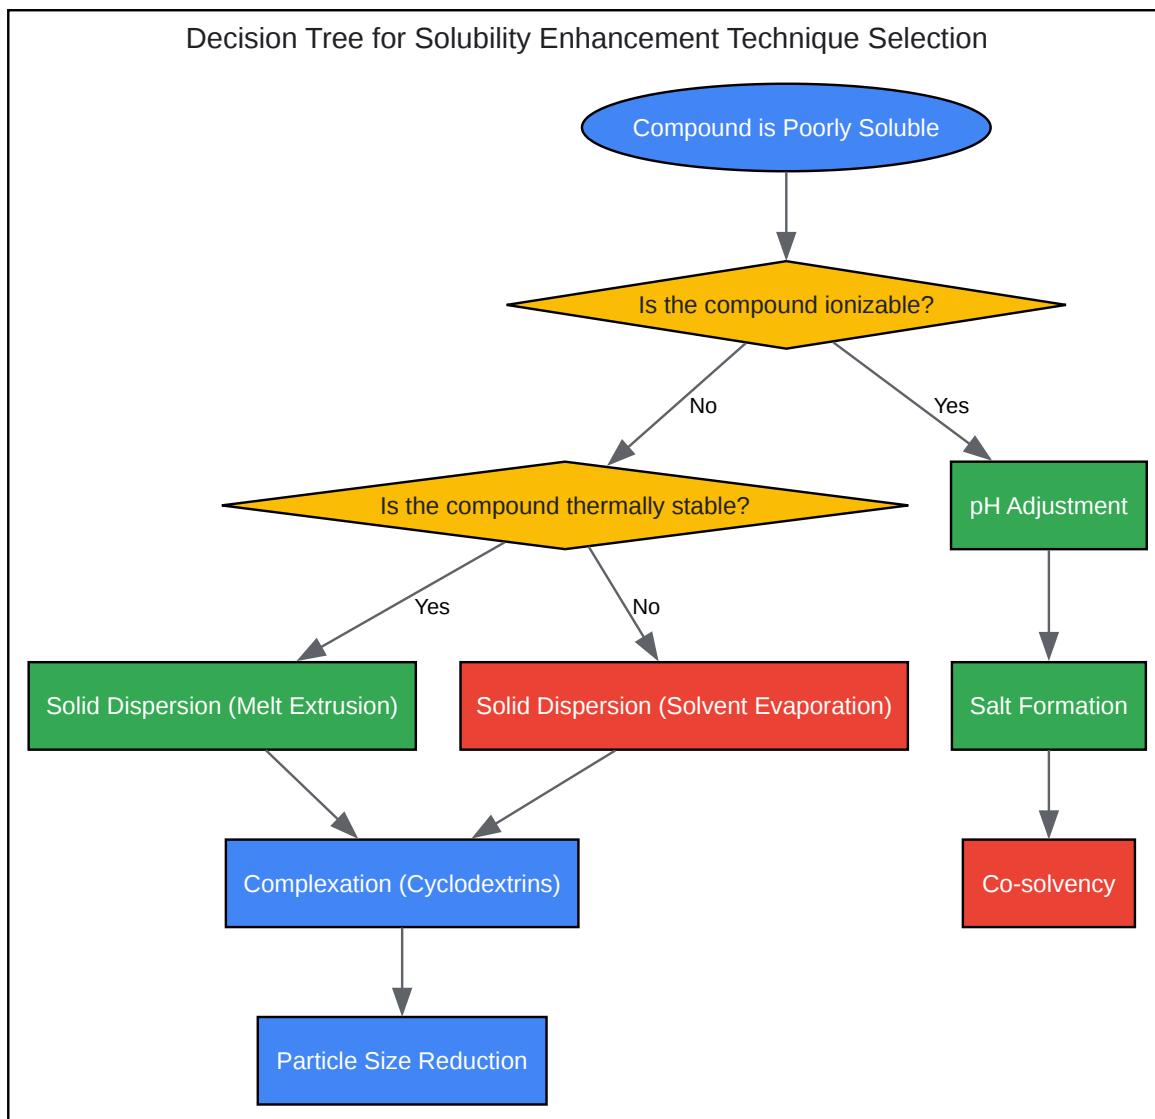 Decision Tree for Solubility Enhancement Technique Selection
Compound is Poorly Soluble
Is the compound ionizable?
No
Yes
Is the compound thermally stable?
pH Adjustment
Yes
No
Solid Dispersion (Melt Extrusion)
Solid Dispersion (Solvent Evaporation)
Salt Formation
Complexation (Cyclodextrins)
Co-solvency
Particle Size Reduction